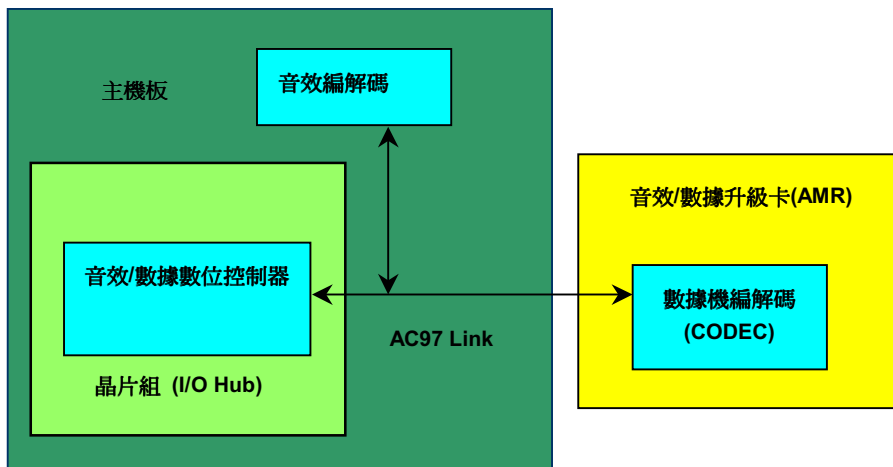 主機板
音效編解碼
音效/數據升級卡(AMR)
音效/數據數位控制器
數據機編解碼
(CODEC)
AC97 Link
晶片組 (I/O Hub)